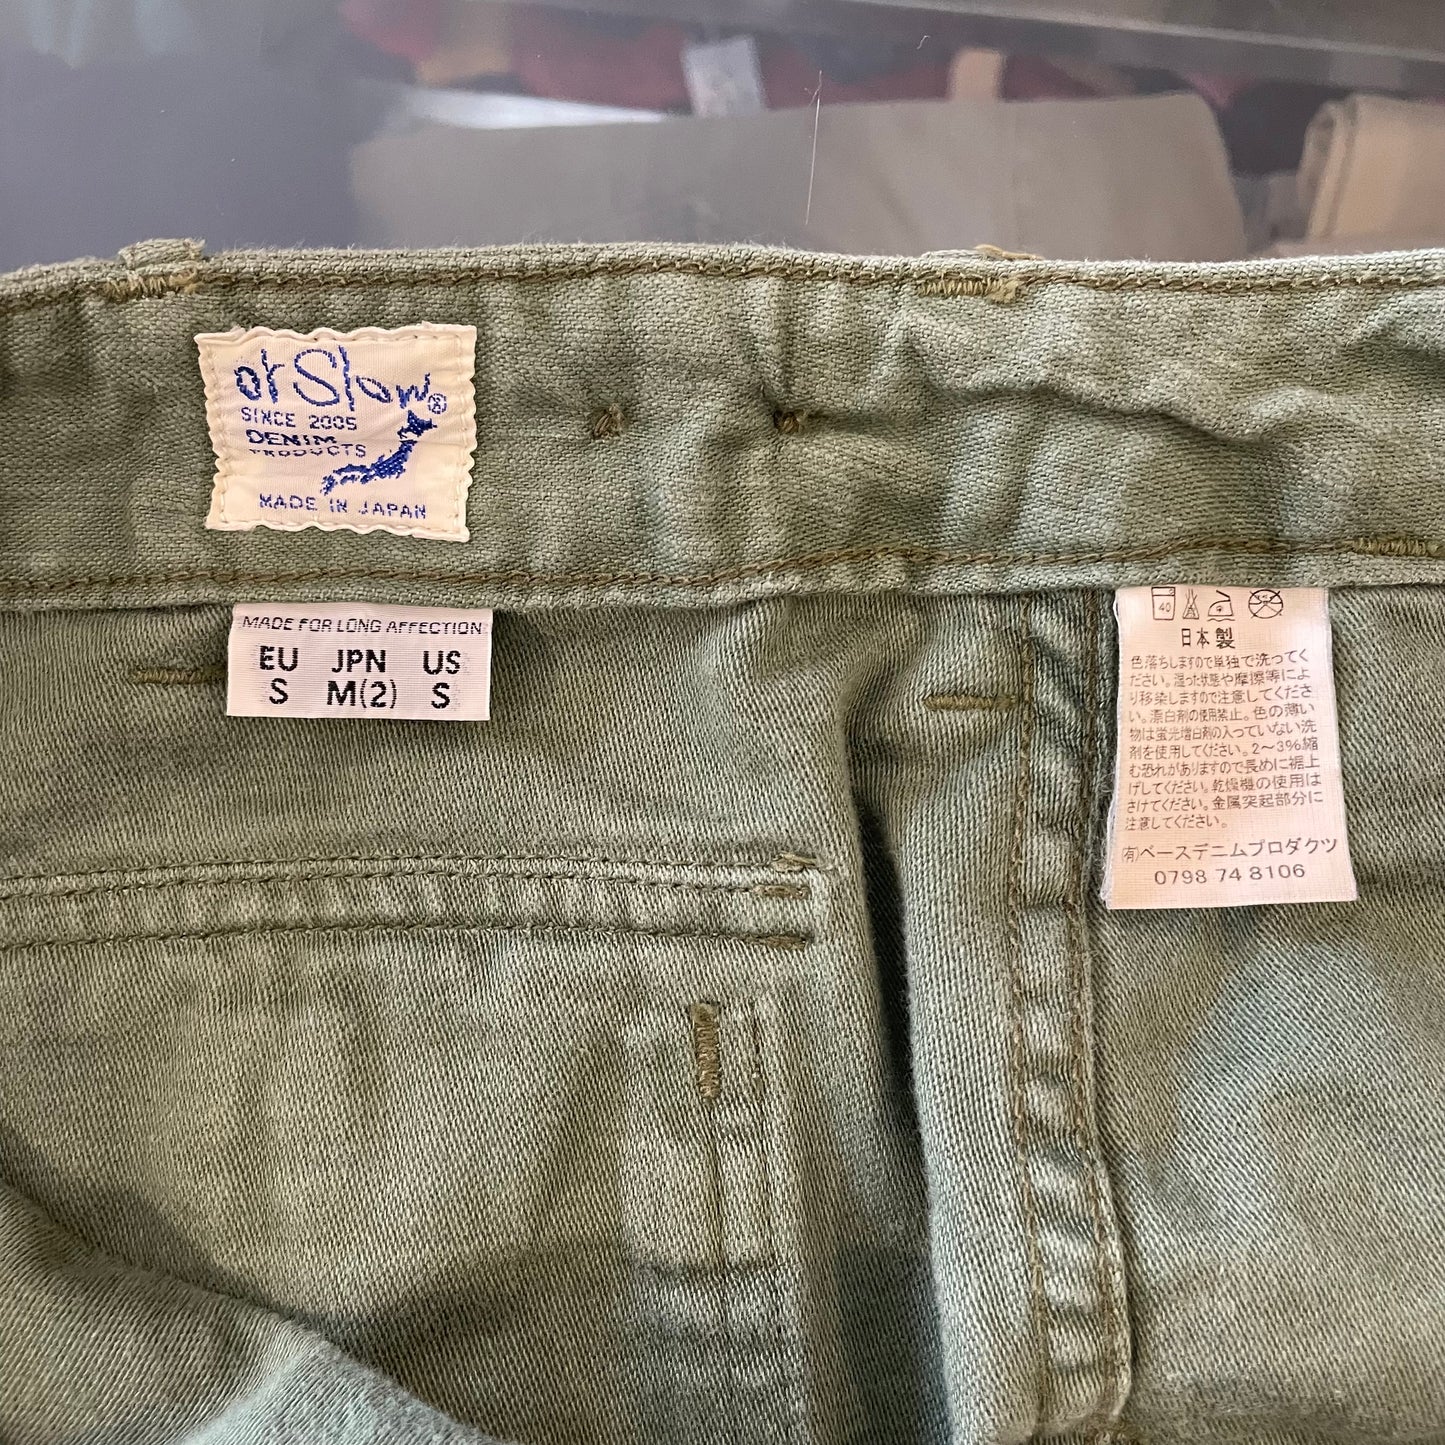 orSlow®
SINCE 2005
DENIM
PRODUCTS
MADE IN JAPAN
MADE FOR LONG AFFECTION
EU JPN US
S M(2) S
40
日本製
色落ちしますので単独で洗ってく
ださい。湿った状態や摩擦等によ
り移染しますので注意してくださ
い。漂白剤の使用禁止。色の薄い
物は蛍光増白剤の入っていない洗
剤を使用してください。2～3%縮
む恐れがありますので長めに裾上
げしてください。乾燥機の使用は
さけてください。金属突起部分に
注意してください。
㈲ベースデニムプロダクツ
0798 74 8106